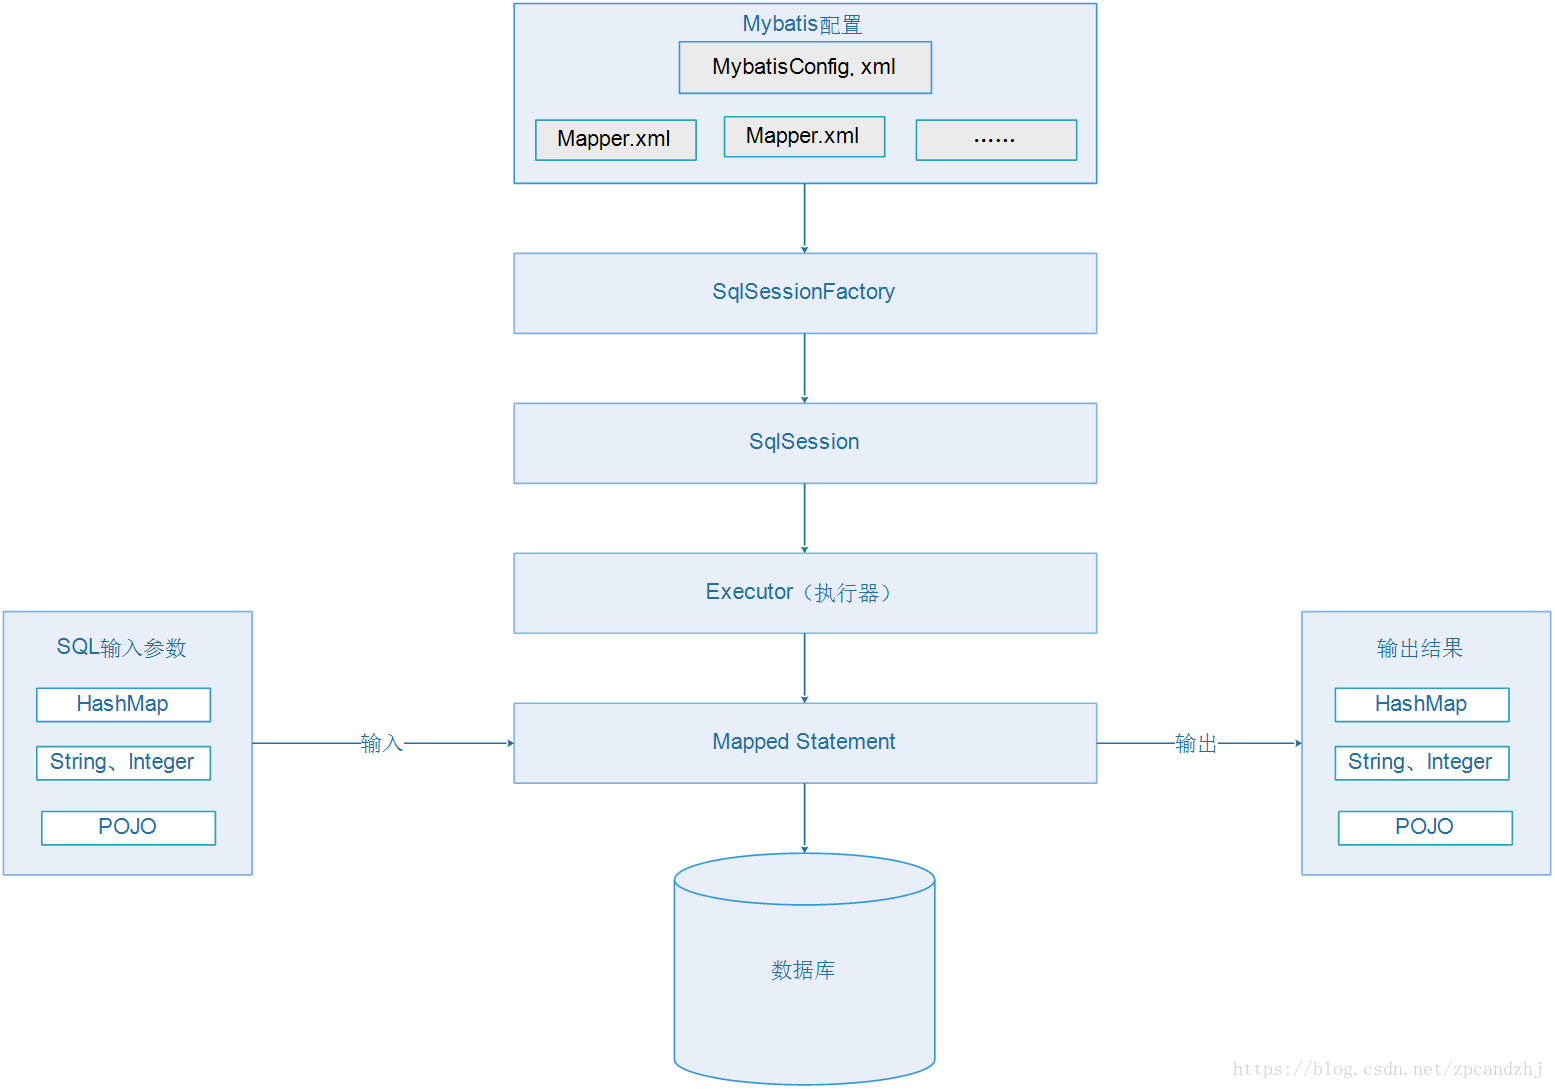 Mybatis配置
MybatisConfig. xml
Mapper.xml
Mapper.xml
……
SqlSessionFactory
SqlSession
Executor（执行器）
SQL输入参数
HashMap
String、Integer
POJO
输入
Mapped Statement
输出
输出结果
HashMap
String、Integer
POJO
数据库
https://blog.csdn.net/zpcandzhj